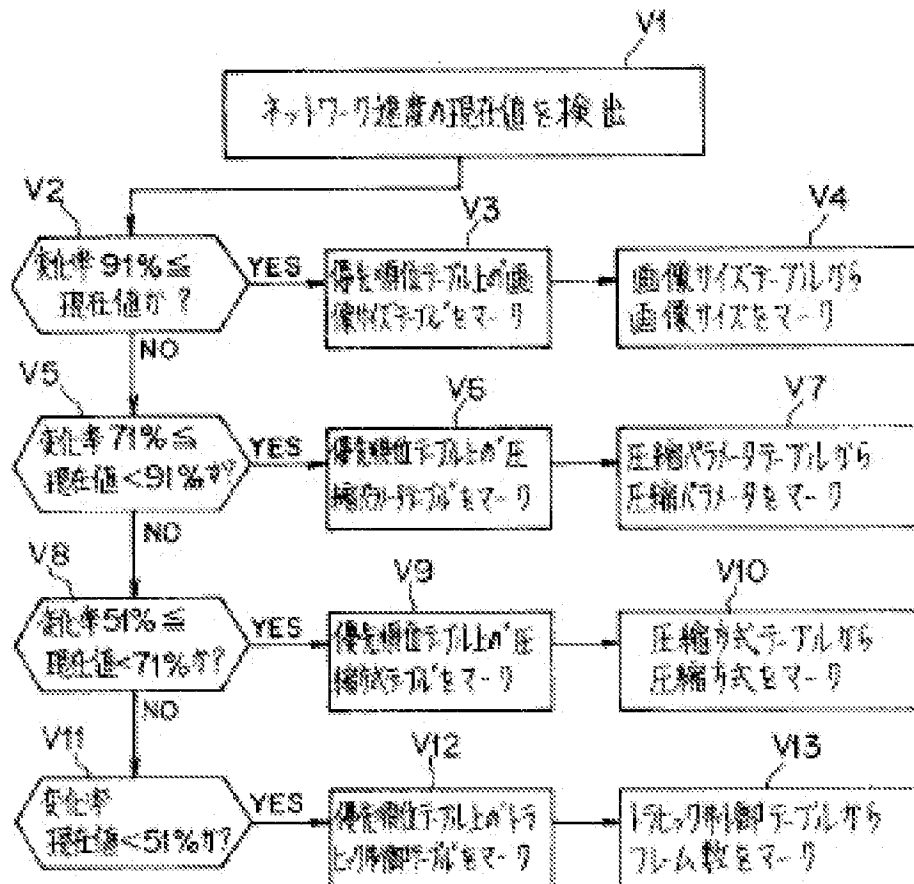 V1
ネットワーク速度の現在値を検出
V2
変化率91%≦
現在値か?
YES
NO
V3
優先順位テーブル上の画
像サイズテーブルをマーク
V4
画像サイズテーブルから
画像サイズをマーク
V5
変化率71%≦
現在値<91%か?
YES
NO
V6
優先順位テーブル上の圧
縮パラメータテーブルをマーク
V7
圧縮パラメータテーブルから
圧縮パラメータをマーク
V8
変化率51%≦
現在値<71%か?
YES
NO
V9
優先順位テーブル上の圧
縮方式テーブルをマーク
V10
圧縮方式テーブルから
圧縮方式をマーク
V11
変化率
現在値<51%か?
YES
V12
優先順位テーブル上のトラ
ヒック制御テーブルをマーク
V13
トラヒック制御テーブルから
フレーム数をマーク